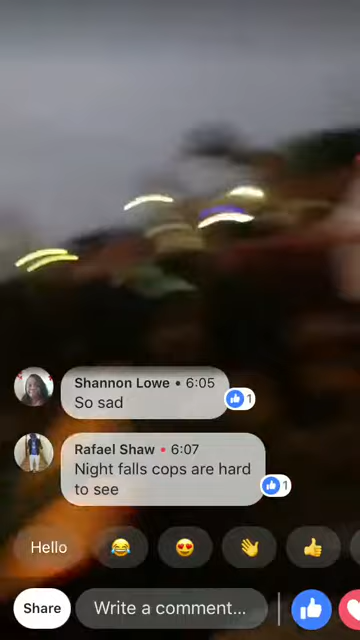 Shannon Lowe • 6:05
So sad
1
Rafael Shaw • 6:07
Night falls cops are hard
to see
1
Hello
Share
Write a comment...